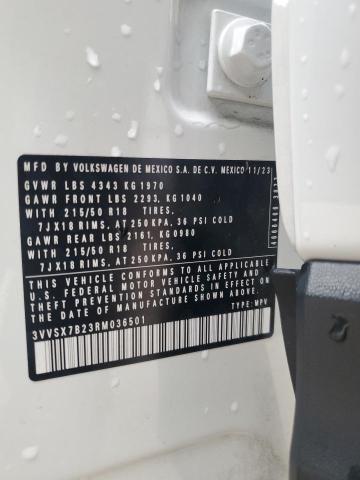 MFD BY VOLKSWAGEN DE MEXICO S.A. DE C.V. MEXICO 11/23
GVWR LBS 4343 KG 1970
GAWR FRONT LBS 2293, KG 1040
WITH 215/50 R18 TIRES,
7JX18 RIMS, AT 250 KPA, 36 PSI COLD
GAWR REAR LBS 2161, KG 0980
WITH 215/50 R18 TIRES,
7JX18 RIMS, AT 250 KPA, 36 PSI COLD
THIS VEHICLE CONFORMS TO ALL APPLICABLE
U.S. FEDERAL MOTOR VEHICLE SAFETY AND
THEFT PREVENTION STANDARDS IN EFFECT ON
THE DATE OF MANUFACTURE SHOWN ABOVE.
TYPE: MPV
3VVSX7B23RM036501